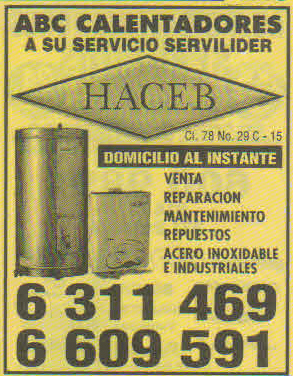 ABC CALENTADORES
A SU SERVICIO SERVILIDER
HACEB
Cl. 78 No. 29 C - 15
DOMICILIO AL INSTANTE
VENTA
REPARACION
MANTENIMIENTO
REPUESTOS
ACERO INOXIDABLE
E INDUSTRIALES
6 311 469
6 609 591